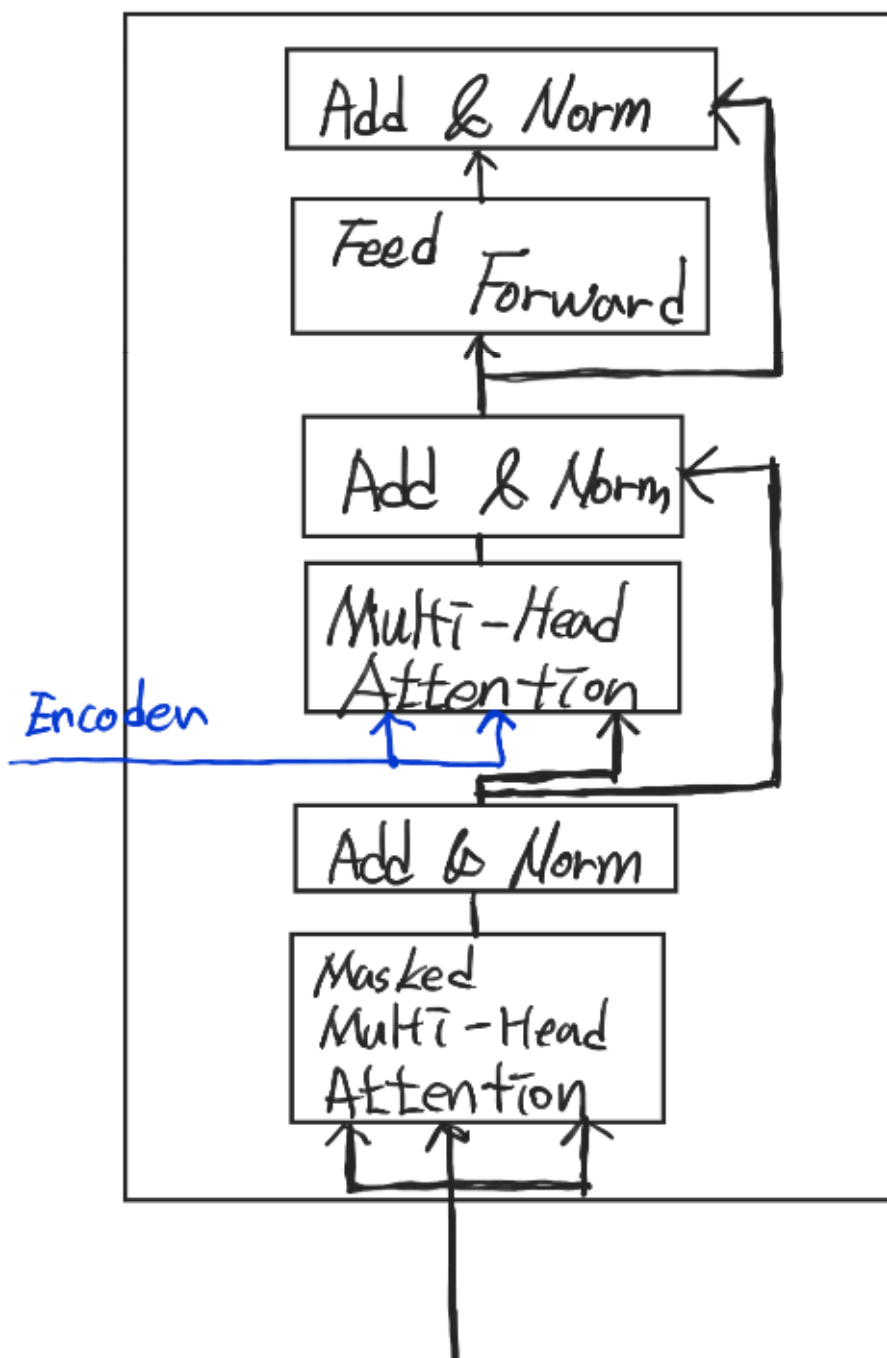 Add & Norm
Feed
Forward
Add & Norm
Multi-Head
Attention
Encoden
Add & Norm
Masked
Multi-Head
Attention